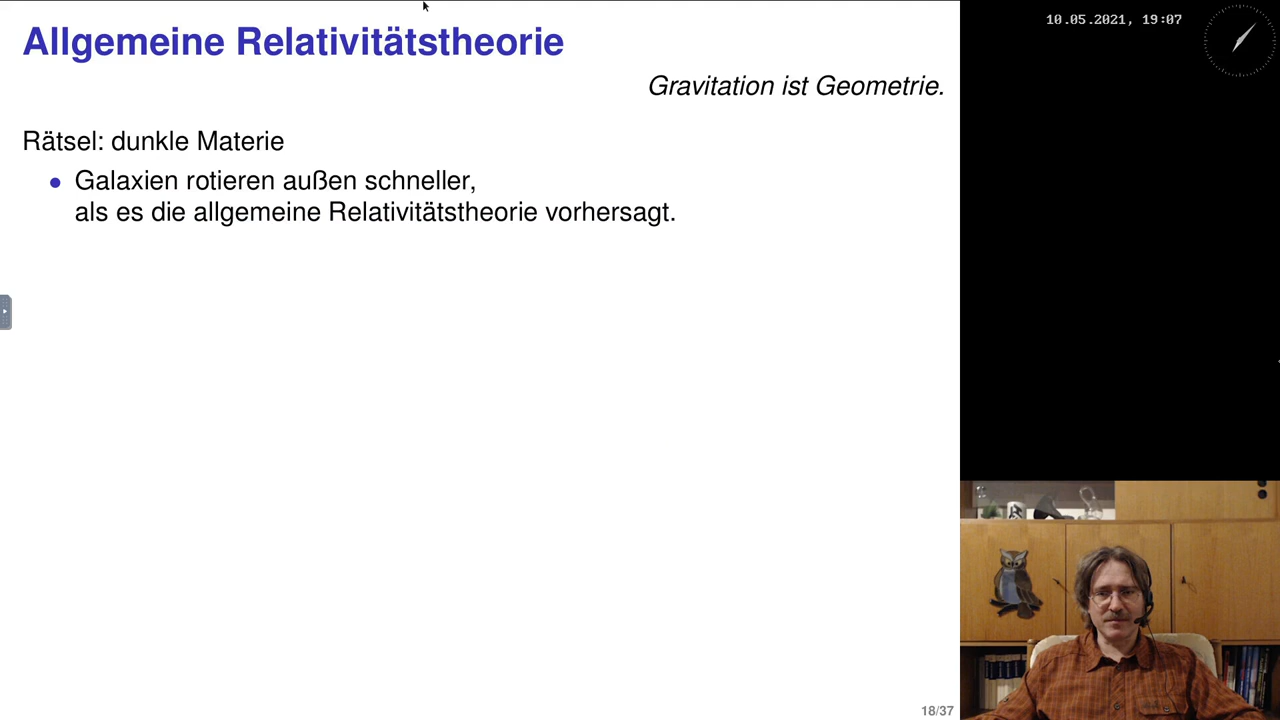 Allgemeine Relativitätstheorie
Gravitation ist Geometrie.
Rätsel: dunkle Materie
• Galaxien rotieren außen schneller,
als es die allgemeine Relativitätstheorie vorhersagt.
18/37
10.05.2021, 19:07